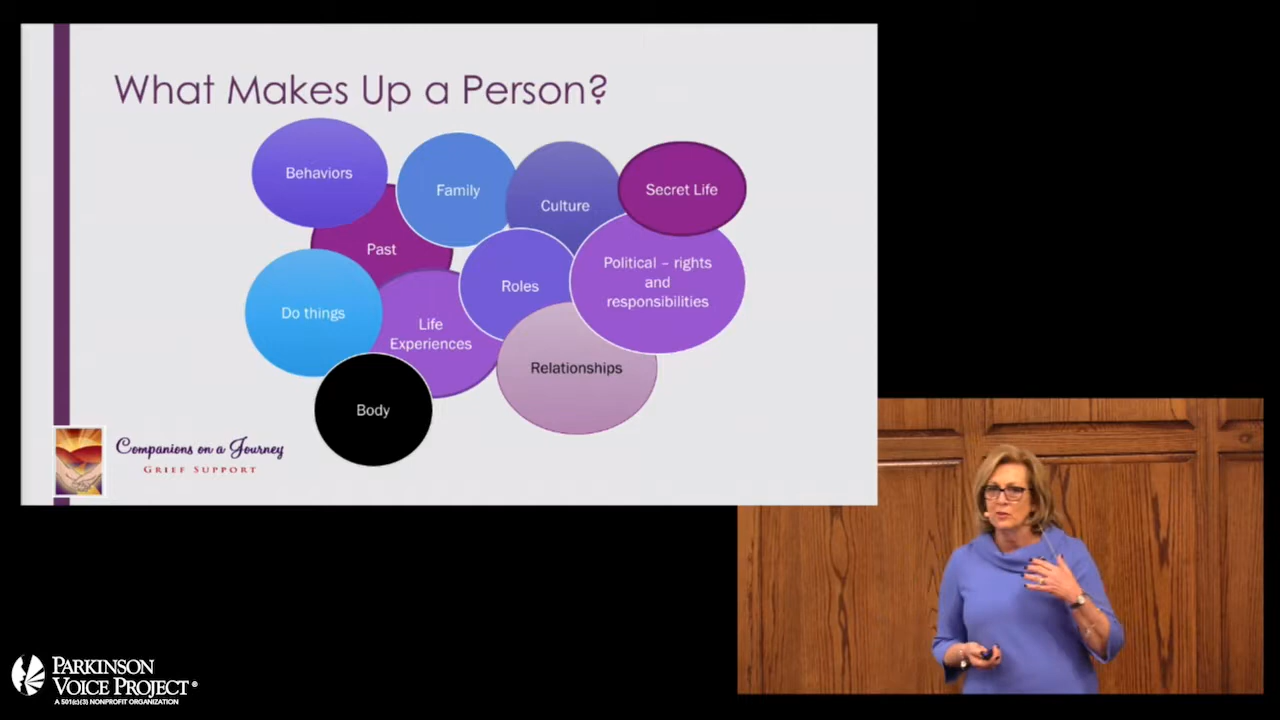 What Makes Up a Person?
Behaviors
Family
Culture
Secret Life
Past
Roles
Political – rights
and
responsibilities
Do things
Life
Experiences
Relationships
Body
Companions on a Journey
GRIEF SUPPORT
PARKINSON
VOICE PROJECT®
A 501(c)(3) NONPROFIT ORGANIZATION